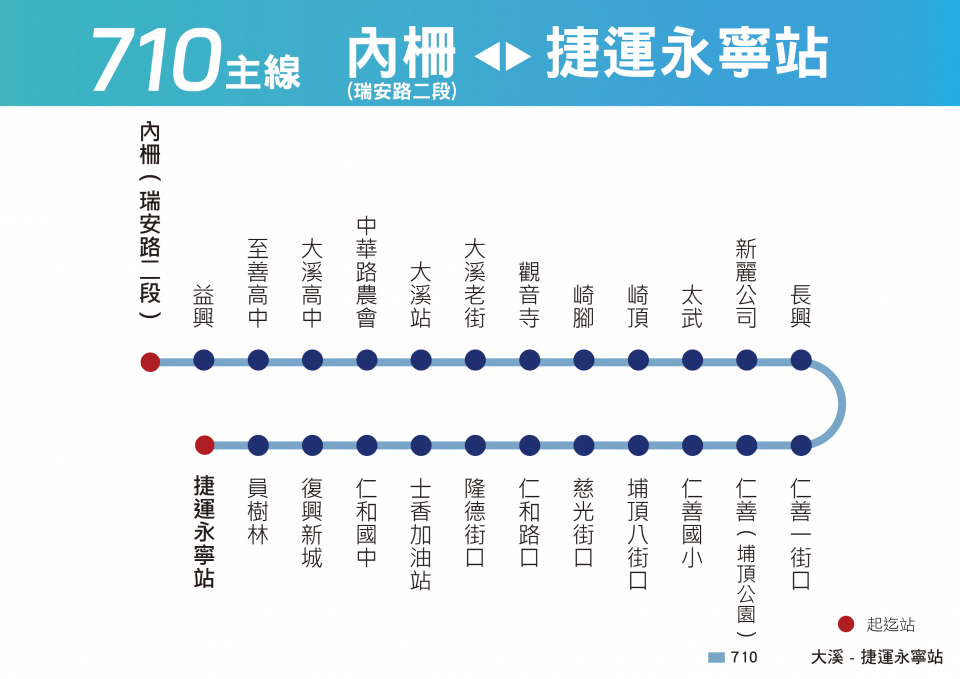 710主線 內柵 ◀▶ 捷運永寧站
(瑞安路二段)
內柵(瑞安路二段)
益興
至善高中
大溪高中
中華路農會
大溪站
大溪老街
觀音寺
崎腳
崎頂
太武
新麗公司
長興
捷運永寧站
員樹林
復興新城
仁和國中
士香加油站
隆德街口
仁和路口
慈光街口
埔頂八街口
仁善國小
仁善(埔頂公園)
仁善一街口
起迄站
710 大溪 - 捷運永寧站